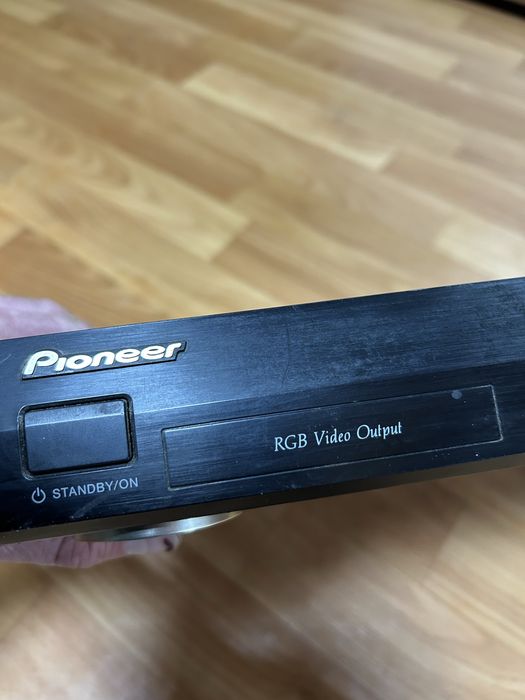 Pioneer
RGB Video Output
STANDBY/ON